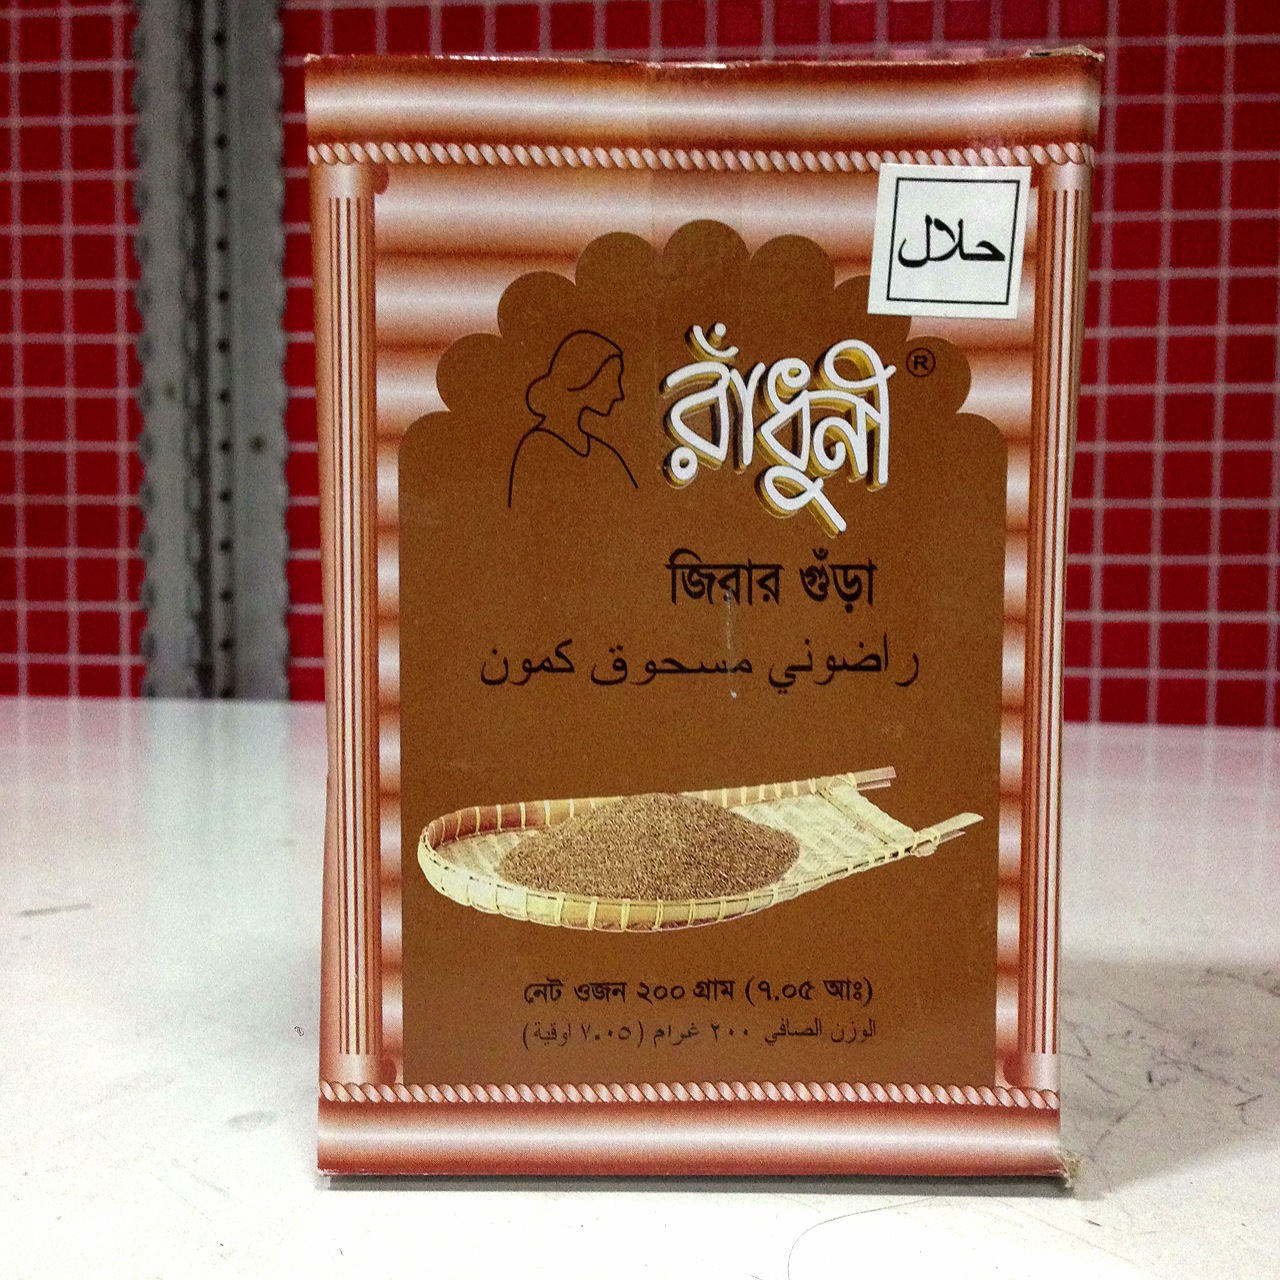 حلال
রাঁধুনী ®
জিরার গুঁড়া
راضوني مسحوق كمون
নেট ওজন ২০০ গ্রাম (৭.০৫ আঃ)
الوزن الصافي ٢٠٠ غرام (٧.٠٥ اوقية)